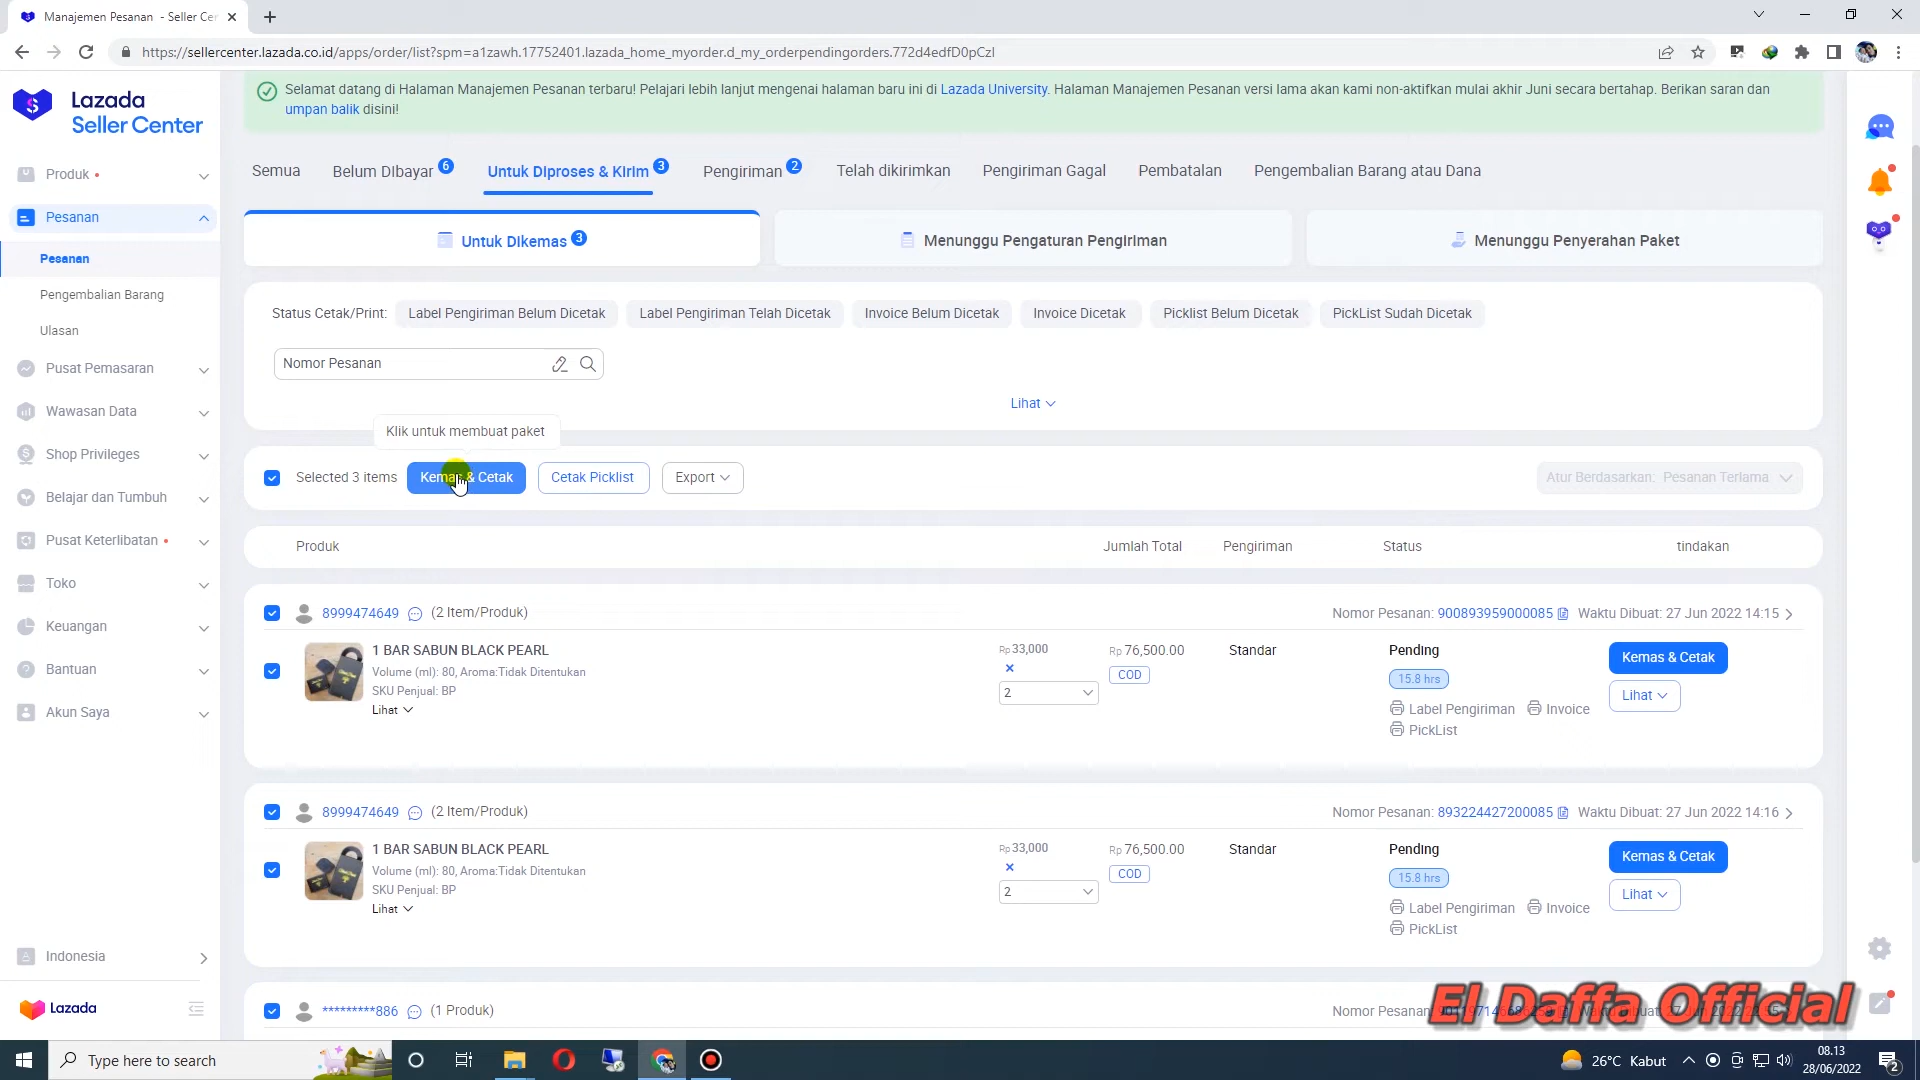 Manajemen Pesanan - Seller Cer
https://sellercenter.lazada.co.id/apps/order/list?spm=a1zawh.17752401.lazada_home_myorder.d_my_orderpendingorders.772d4edfD0pCzI
Lazada
Seller Center
Selamat datang di Halaman Manajemen Pesanan terbaru! Pelajari lebih lanjut mengenai halaman baru ini di Lazada University. Halaman Manajemen Pesanan versi lama akan kami non-aktifkan mulai akhir Juni secara bertahap. Berikan saran dan
umpan balik disini!
Produk
Pesanan
Pesanan
Pengembalian Barang
Ulasan
Pusat Pemasaran
Wawasan Data
Shop Privileges
Belajar dan Tumbuh
Pusat Keterlibatan
Toko
Keuangan
Bantuan
Akun Saya
Indonesia
Lazada
Semua Belum Dibayar 6 Untuk Diproses & Kirim 3 Pengiriman 2 Telah dikirimkan Pengiriman Gagal Pembatalan Pengembalian Barang atau Dana
Untuk Dikemas 3 Menunggu Pengaturan Pengiriman Menunggu Penyerahan Paket
Status Cetak/Print: Label Pengiriman Belum Dicetak Label Pengiriman Telah Dicetak Invoice Belum Dicetak Invoice Dicetak Picklist Belum Dicetak PickList Sudah Dicetak
Nomor Pesanan
Lihat
Klik untuk membuat paket
Selected 3 items Kemas & Cetak Cetak Picklist Export Atur Berdasarkan: Pesanan Terlama
Produk Jumlah Total Pengiriman Status tindakan
8999474649 (2 Item/Produk) Nomor Pesanan: 900893959000085 Waktu Dibuat: 27 Jun 2022 14:15
1 BAR SABUN BLACK PEARL Rp 33,000 Rp 76,500.00 Standar Pending Kemas & Cetak
Volume (ml): 80, Aroma:Tidak Ditentukan × COD 15.8 hrs
SKU Penjual: BP 2 Lihat
Lihat Label Pengiriman Invoice
PickList
8999474649 (2 Item/Produk) Nomor Pesanan: 893224427200085 Waktu Dibuat: 27 Jun 2022 14:16
1 BAR SABUN BLACK PEARL Rp 33,000 Rp 76,500.00 Standar Pending Kemas & Cetak
Volume (ml): 80, Aroma:Tidak Ditentukan × COD 15.8 hrs
SKU Penjual: BP 2 Lihat
Lihat Label Pengiriman Invoice
PickList
*********886 (1 Produk) Nomor Pesanan:
El Daffa Official
Type here to search
26°C Kabut
08.13
28/06/2022
2